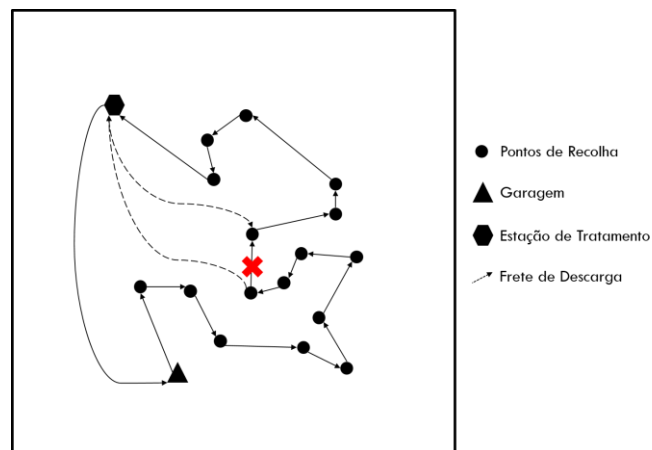 Pontos de Recolha
Garagem
Estação de Tratamento
Frete de Descarga